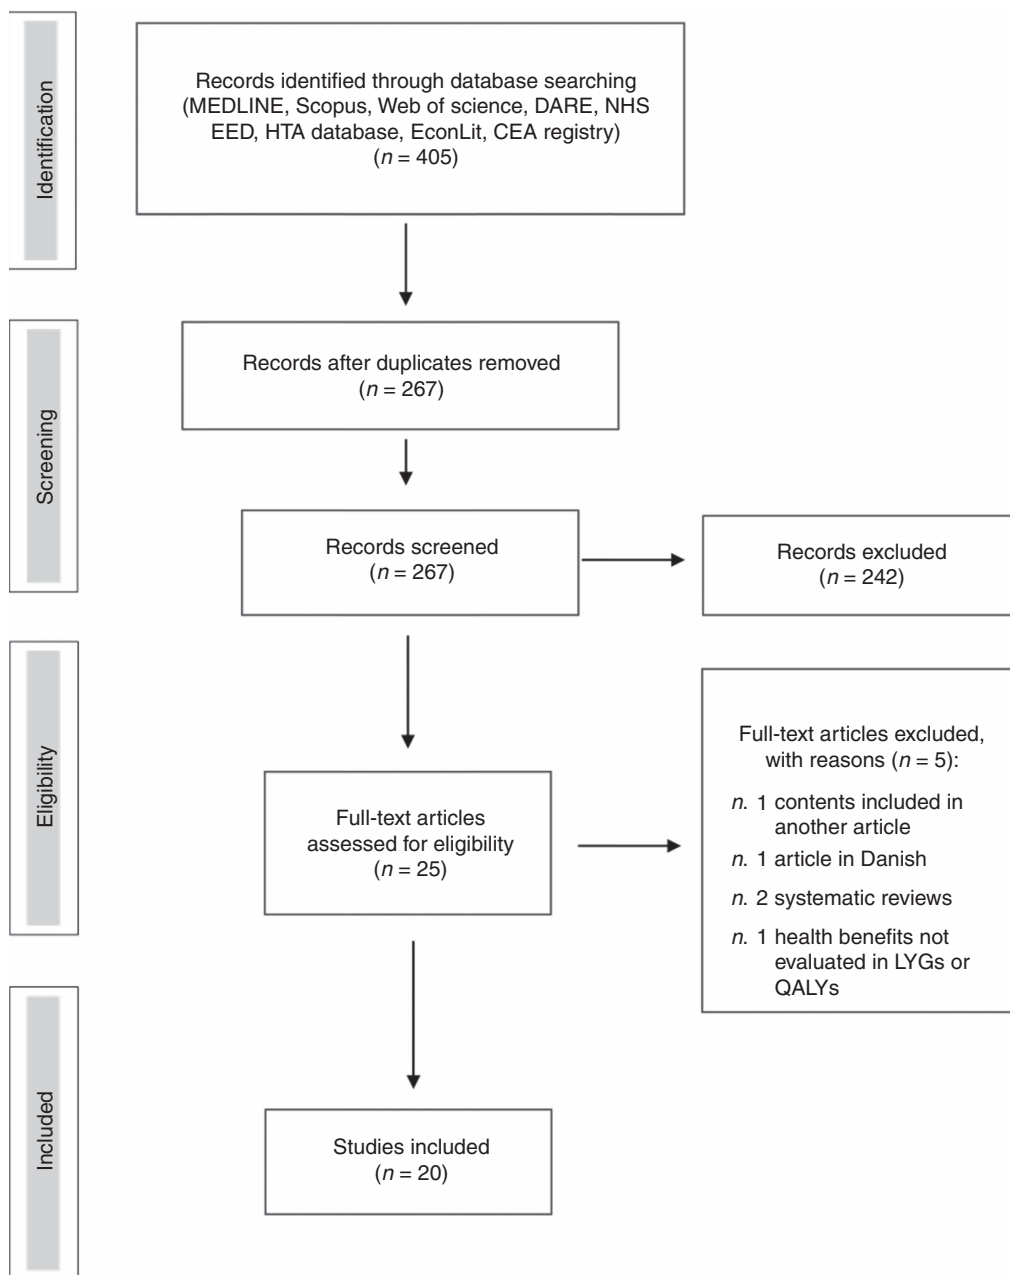 Identification
Records identified through database searching
(MEDLINE, Scopus, Web of science, DARE, NHS
EED, HTA database, EconLit, CEA registry)
(n = 405)
Screening
Records after duplicates removed
(n = 267)
Records screened
(n = 267)
Records excluded
(n = 242)
Eligibility
Full-text articles
assessed for eligibility
(n = 25)
Full-text articles excluded,
with reasons (n = 5):
n. 1 contents included in
another article
n. 1 article in Danish
n. 2 systematic reviews
n. 1 health benefits not
evaluated in LYGs or
QALYs
Included
Studies included
(n = 20)